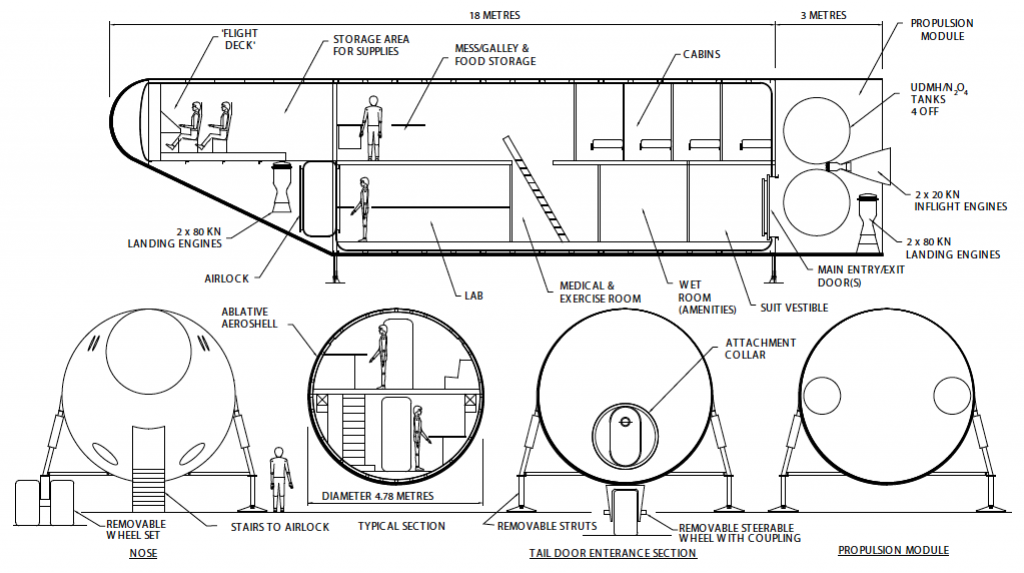 18 METRES
3 METRES
'FLIGHT
DECK'
STORAGE AREA
FOR SUPPLIES
MESS/GALLEY &
FOOD STORAGE
CABINS
PROPULSION
MODULE
UDMH/N₂O₄
TANKS
4 OFF
2 x 20 KN
INFLIGHT ENGINES
2 x 80 KN
LANDING ENGINES
2 x 80 KN
LANDING ENGINES
AIRLOCK
LAB
MEDICAL &
EXERCISE ROOM
WET
ROOM
(AMENITIES)
SUIT VESTIBLE
MAIN ENTRY/EXIT
DOOR(S)
ABLATIVE
AEROSHELL
ATTACHMENT
COLLAR
DIAMETER 4.78 METRES
REMOVABLE
WHEEL SET
STAIRS TO AIRLOCK
TYPICAL SECTION
REMOVABLE STRUTS
REMOVABLE STEERABLE
WHEEL WITH COUPLING
NOSE
TAIL DOOR ENTERANCE SECTION
PROPULSION MODULE